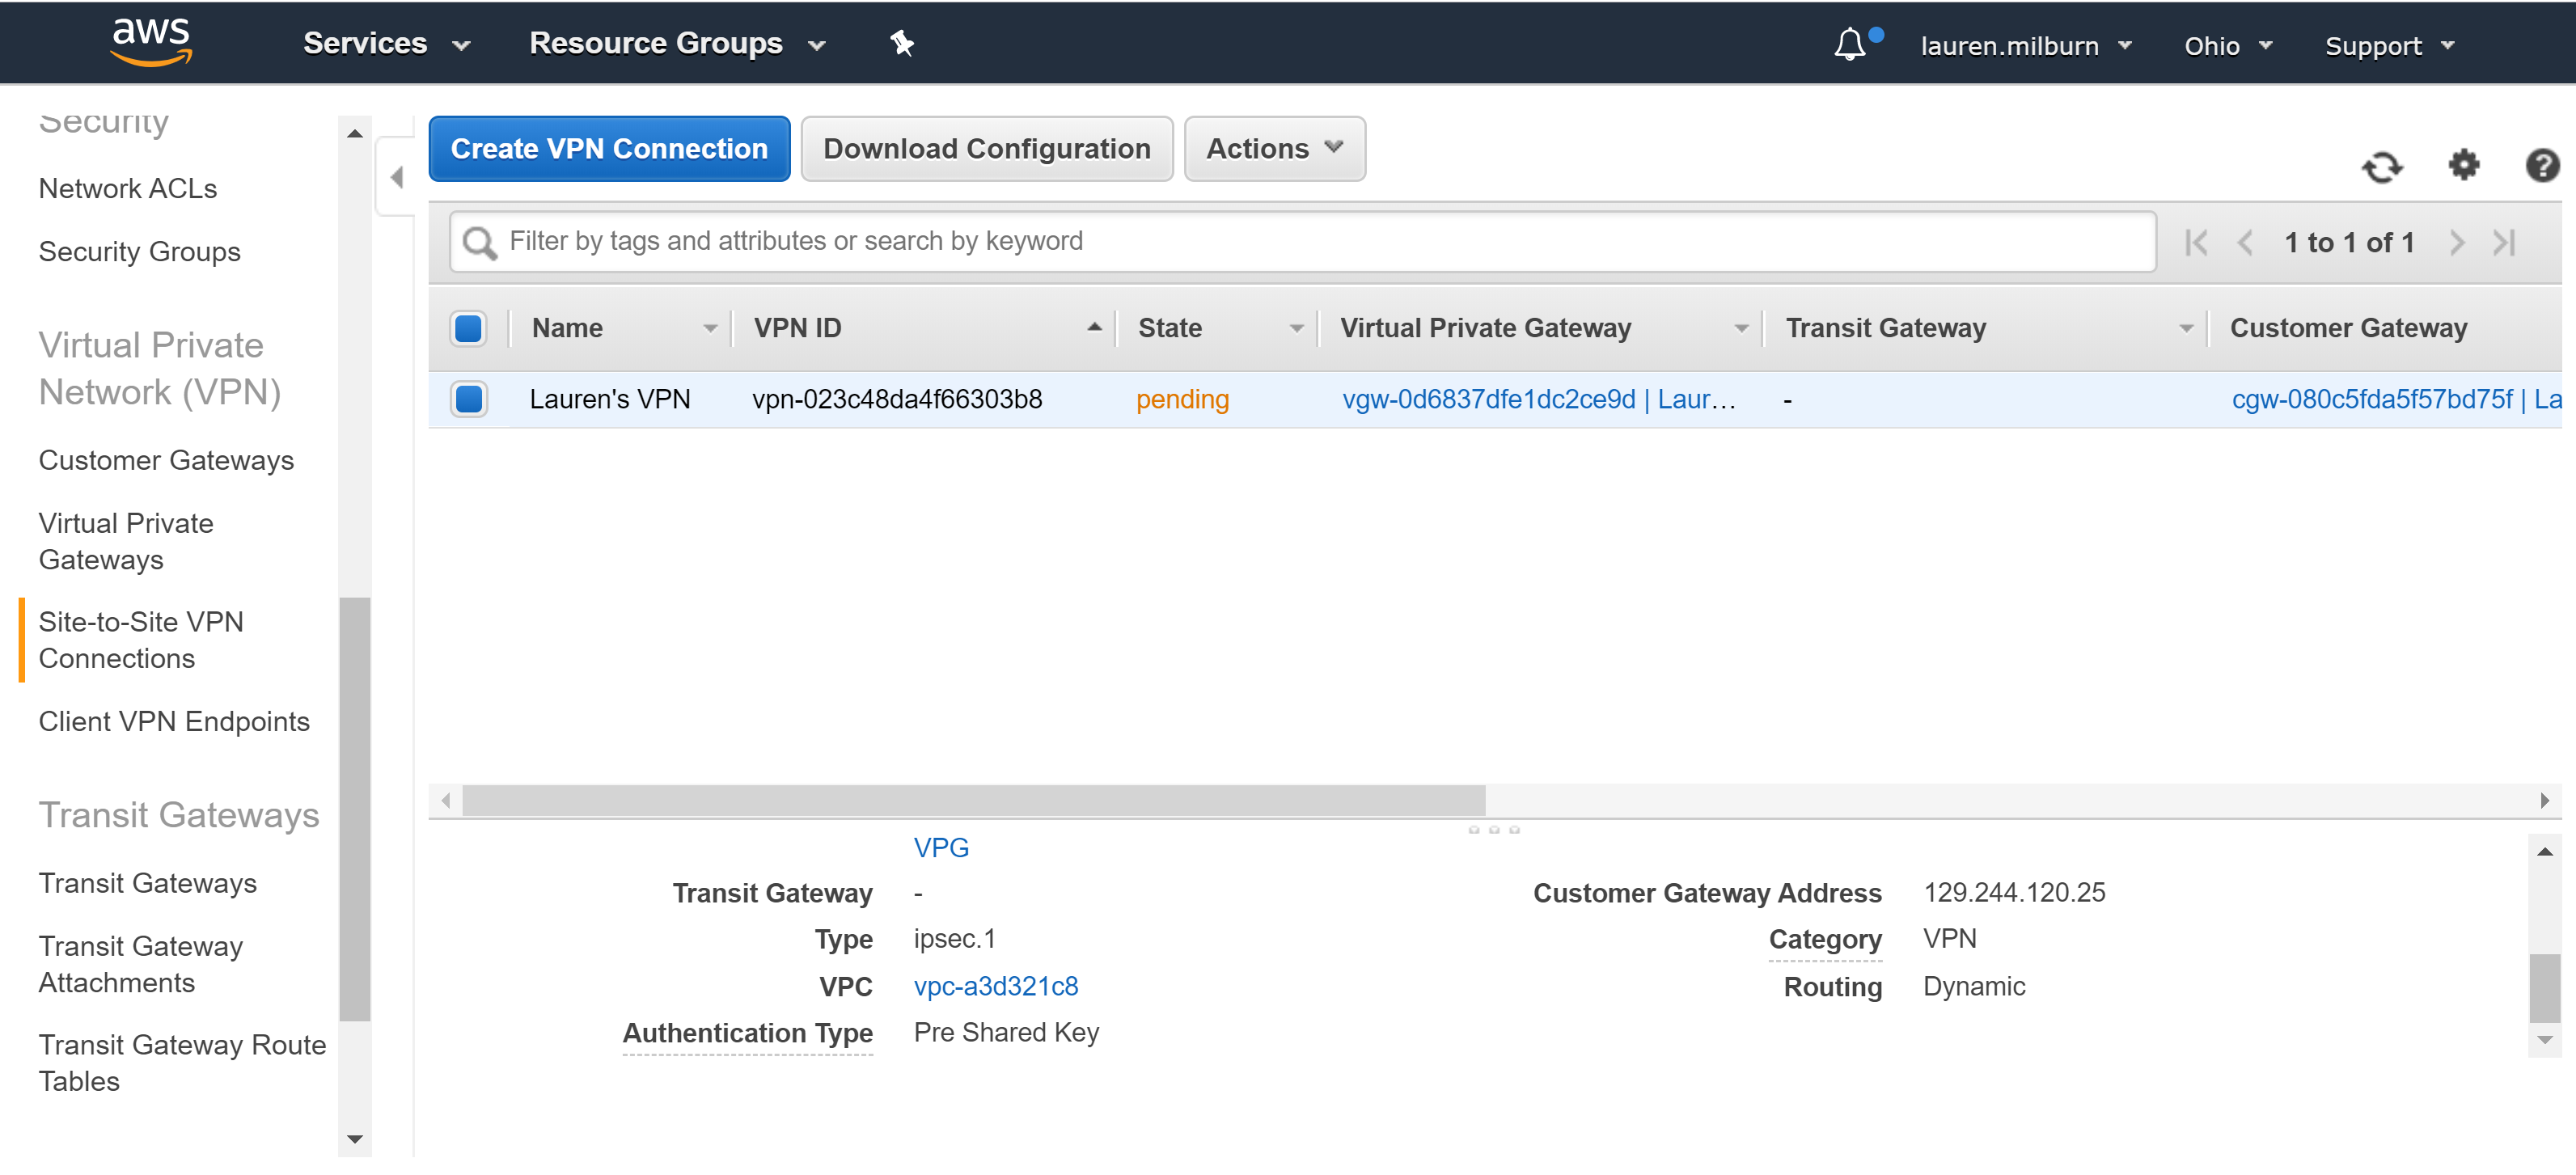 aws Services Resource Groups lauren.milburn Ohio Support
Security
Network ACLs
Security Groups
Virtual Private
Network (VPN)
Customer Gateways
Virtual Private
Gateways
Site-to-Site VPN
Connections
Client VPN Endpoints
Transit Gateways
Transit Gateways
Transit Gateway
Attachments
Transit Gateway Route
Tables
Create VPN Connection Download Configuration Actions
Filter by tags and attributes or search by keyword 1 to 1 of 1
Name VPN ID State Virtual Private Gateway Transit Gateway Customer Gateway
Lauren's VPN vpn-023c48da4f66303b8 pending vgw-0d6837dfe1dc2ce9d | Laur... - cgw-080c5fda5f57bd75f | La
VPG
Transit Gateway - Customer Gateway Address 129.244.120.25
Type ipsec.1 Category VPN
VPC vpc-a3d321c8 Routing Dynamic
Authentication Type Pre Shared Key